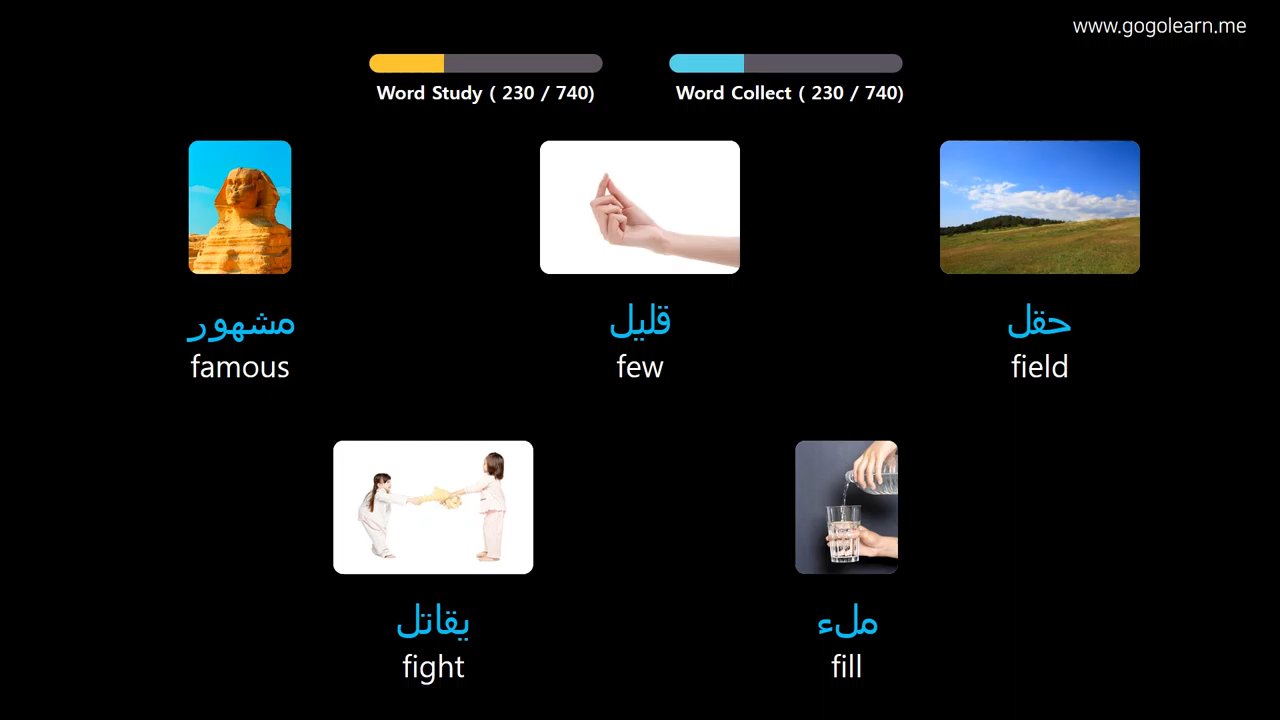 www.gogolearn.me
Word Study ( 230 / 740)
Word Collect ( 230 / 740)
مشهور
famous
قليل
few
حقل
field
يقاتل
fight
ملء
fill